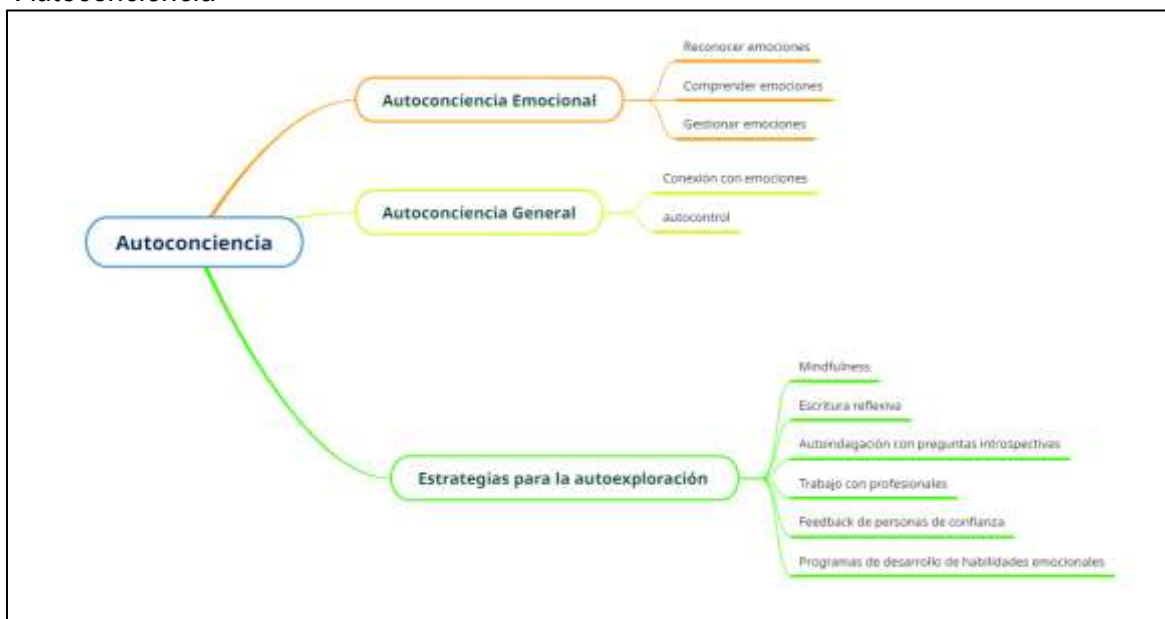 Autoconciencia Emocional
Reconocer emociones
Comprender emociones
Gestionar emociones
Autoconciencia General
Conexión con emociones
autocontrol
Autoconciencia
Estrategias para la autoexploración
Mindfulness
Escritura reflexiva
Autoindagación con preguntas introspectivas
Trabajo con profesionales
Feedback de personas de confianza
Programas de desarrollo de habilidades emocionales